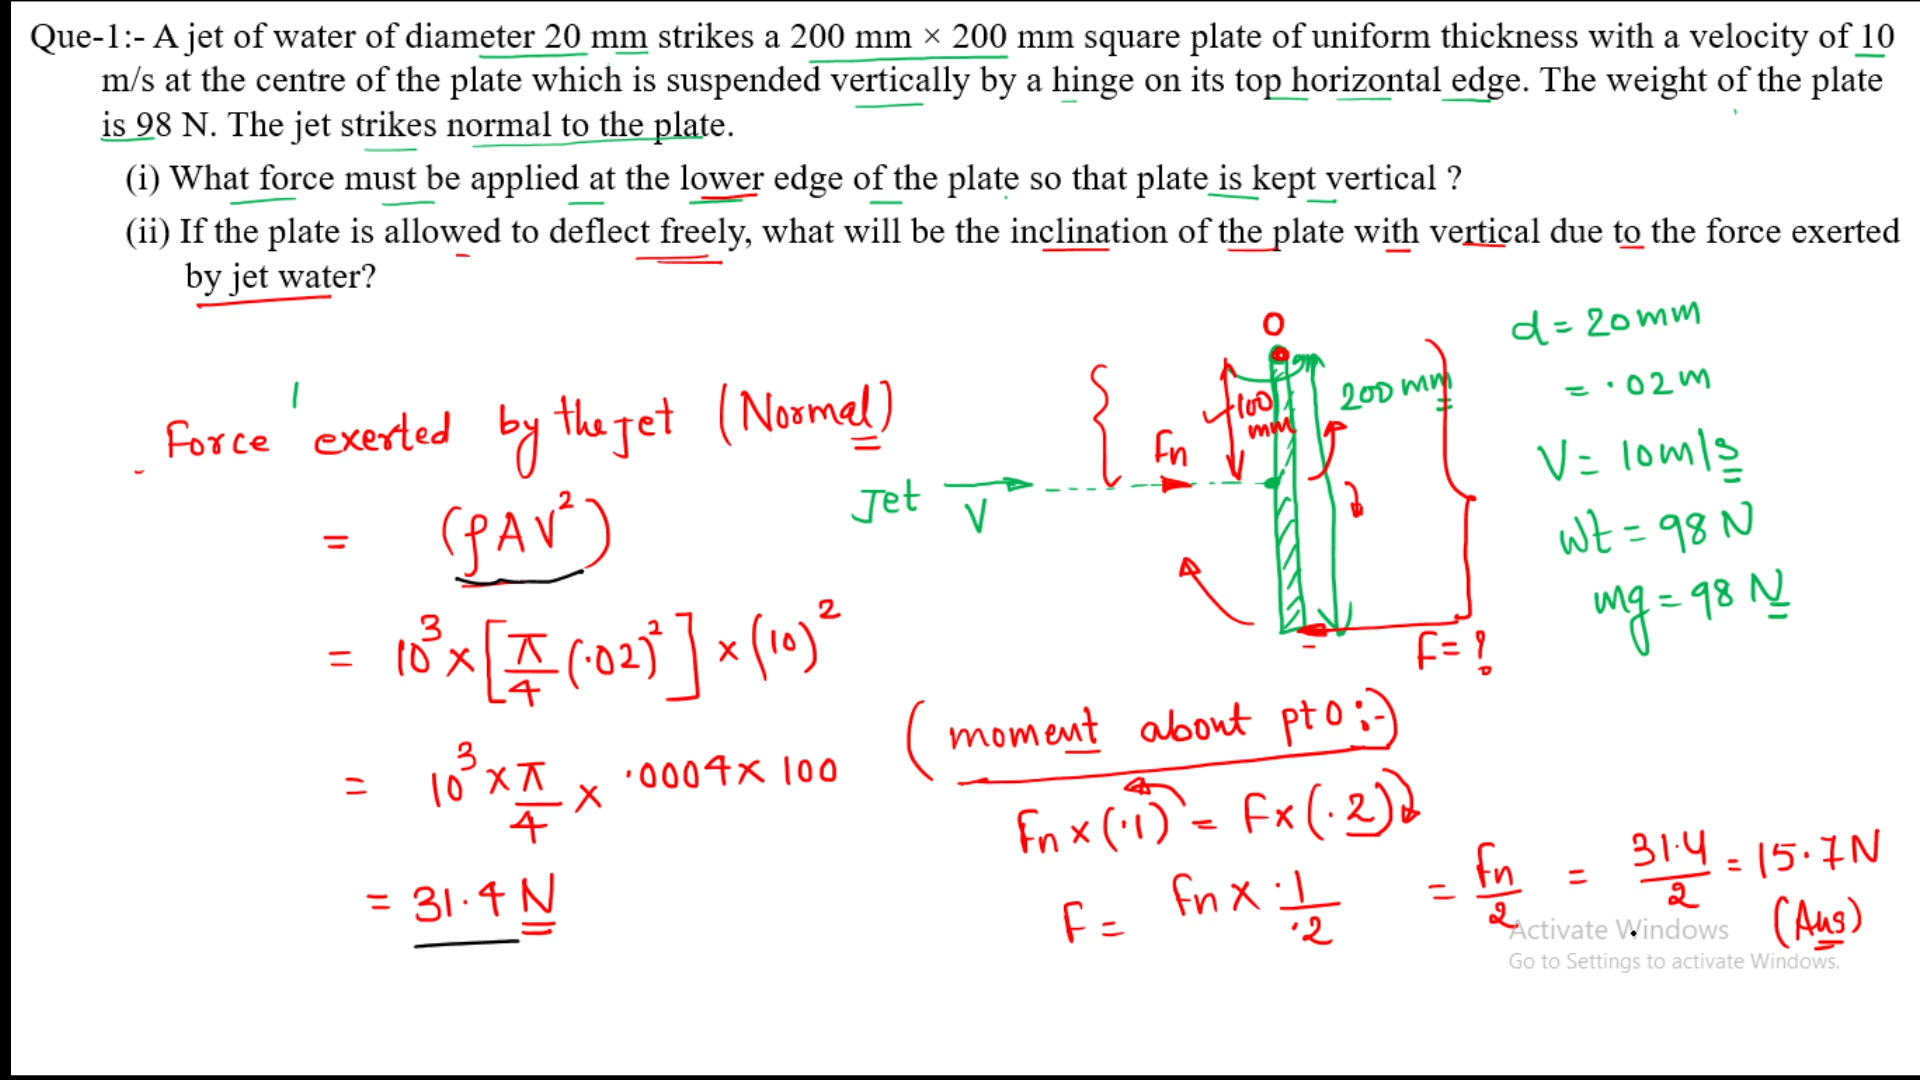 Que-1:- A jet of water of diameter 20 mm strikes a 200 mm × 200 mm square plate of uniform thickness with a velocity of 10
m/s at the centre of the plate which is suspended vertically by a hinge on its top horizontal edge. The weight of the plate
is 98 N. The jet strikes normal to the plate.
(i) What force must be applied at the lower edge of the plate so that plate is kept vertical ?
(ii) If the plate is allowed to deflect freely, what will be the inclination of the plate with vertical due to the force exerted
by jet water?
Force exerted by the jet (Normal)
= (ρAV²)
= 10³ × [π/4 (.02)²] × (10)²
= 10³ × π/4 × .0004 × 100
= 31.4 N
O
100
mm
200 mm
Fn
Jet
V
F = ?
d = 20 mm
= .02 m
V = 10 m/s
Wt = 98 N
mg = 98 N
(moment about pt O :-)
Fn × (.1) = F × (.2)
F = Fn × .1/.2 = Fn/2 = 31.4/2 = 15.7 N
(Ans)
Activate Windows
Go to Settings to activate Windows.